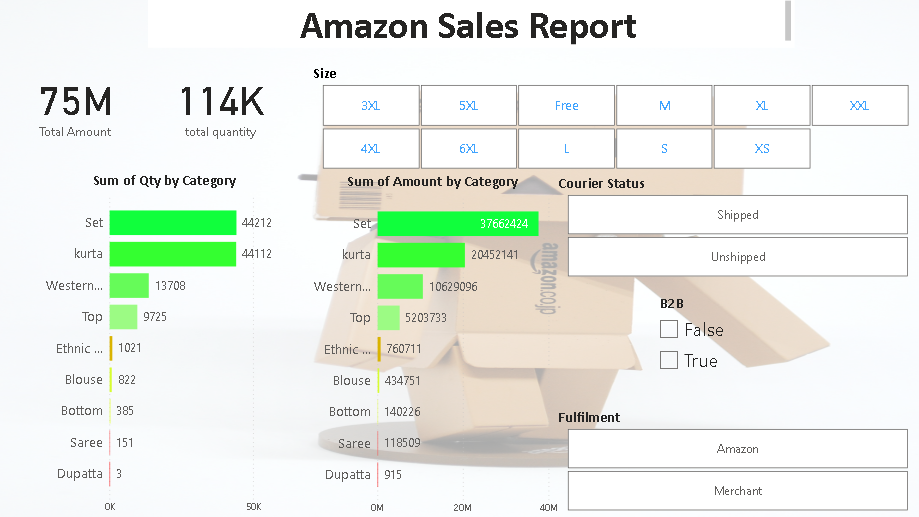 Amazon Sales Report
75M
Total Amount
114K
total quantity
Size
3XL 5XL Free M XL XXL
4XL 6XL L S XS
Sum of Qty by Category
Set 44212
kurta 44112
Western... 13708
Top 9725
Ethnic ... 1021
Blouse 822
Bottom 385
Saree 151
Dupatta 3
0K 50K
Sum of Amount by Category
Set 37662424
kurta 20452141
Western... 10629096
Top 5203733
Ethnic ... 760711
Blouse 434751
Bottom 140226
Saree 118509
Dupatta 915
0M 20M 40M
amazon.co.jp
Courier Status
Shipped
Unshipped
B2B
False
True
Fulfilment
Amazon
Merchant